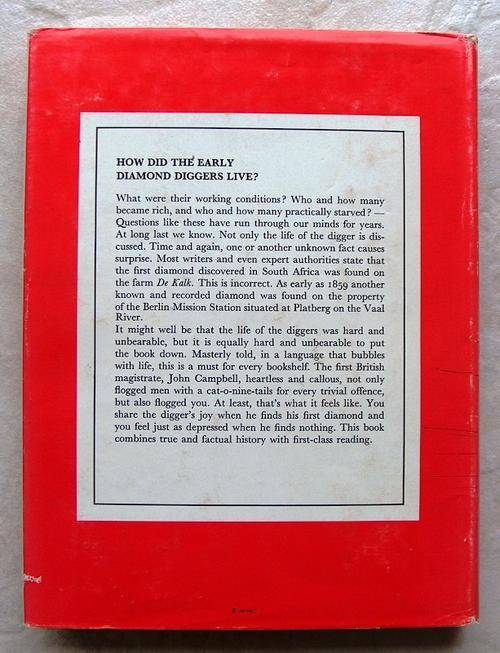 HOW DID THE EARLY
DIAMOND DIGGERS LIVE?
What were their working conditions? Who and how many
became rich, and who and how many practically starved? —
Questions like these have run through our minds for years.
At long last we know. Not only the life of the digger is dis-
cussed. Time and again, one or another unknown fact causes
surprise. Most writers and even expert authorities state that
the first diamond discovered in South Africa was found on
the farm De Kalk. This is incorrect. As early as 1859 another
known and recorded diamond was found on the property
of the Berlin Mission Station situated at Platberg on the Vaal
River.
It might well be that the life of the diggers was hard and
unbearable, but it is equally hard and unbearable to put
the book down. Masterly told, in a language that bubbles
with life, this is a must for every bookshelf. The first British
magistrate, John Campbell, heartless and callous, not only
flogged men with a cat-o-nine-tails for every trivial offence,
but also flogged you. At least, that's what it feels like. You
share the digger's joy when he finds his first diamond and
you feel just as depressed when he finds nothing. This book
combines true and factual history with first-class reading.